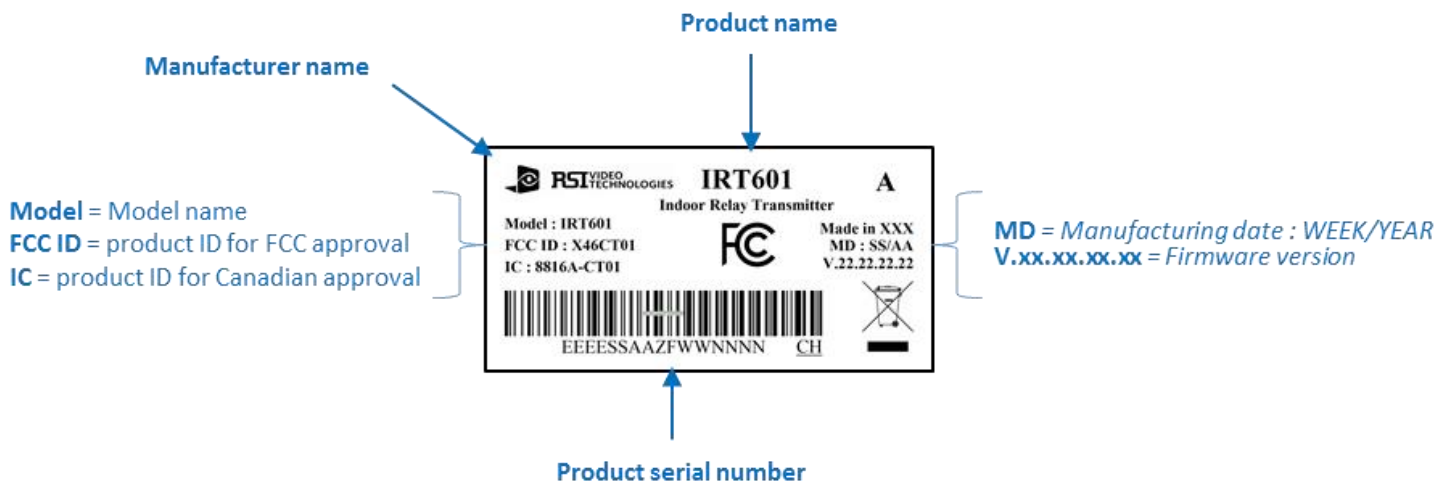 Product name
Manufacturer name
RSI VIDEO TECHNOLOGIES IRT601 A
Indoor Relay Transmitter
Model : IRT601
FCC ID : X46CT01
IC : 8816A-CT01
FC
Made in XXX
MD : SS/AA
V.22.22.22.22
EEEESSAAZFWWNNNN CH
Model = Model name
FCC ID = product ID for FCC approval
IC = product ID for Canadian approval
MD = Manufacturing date : WEEK/YEAR
V.xx.xx.xx.xx = Firmware version
Product serial number